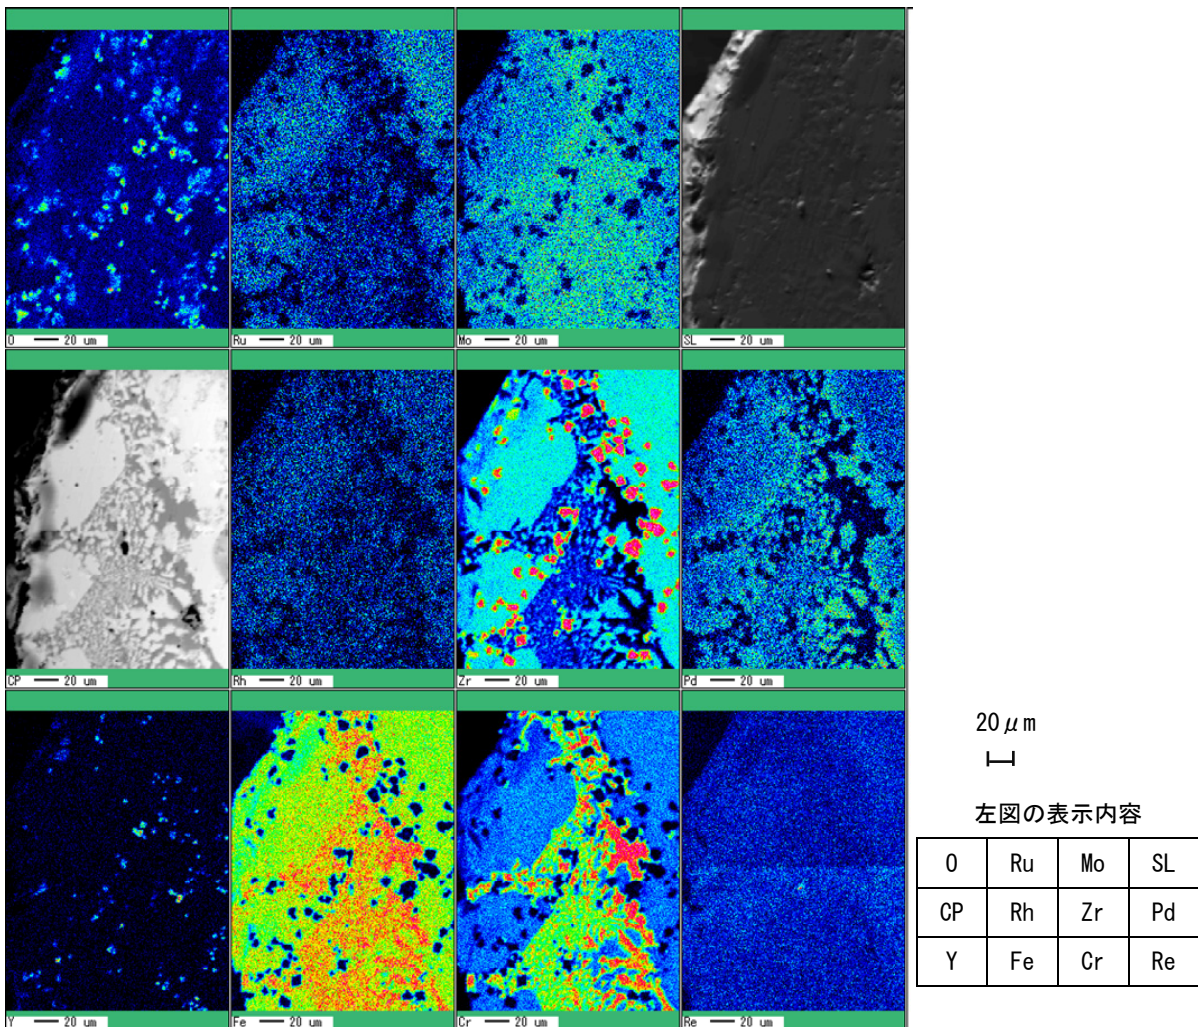 O 20 um
Ru 20 um
Mo 20 um
SL 20 um
CP 20 um
Rh 20 um
Zr 20 um
Pd 20 um
Y 20 um
Fe 20 um
Cr 20 um
Re 20 um
20μm
左図の表示内容
O Ru Mo SL
CP Rh Zr Pd
Y Fe Cr Re